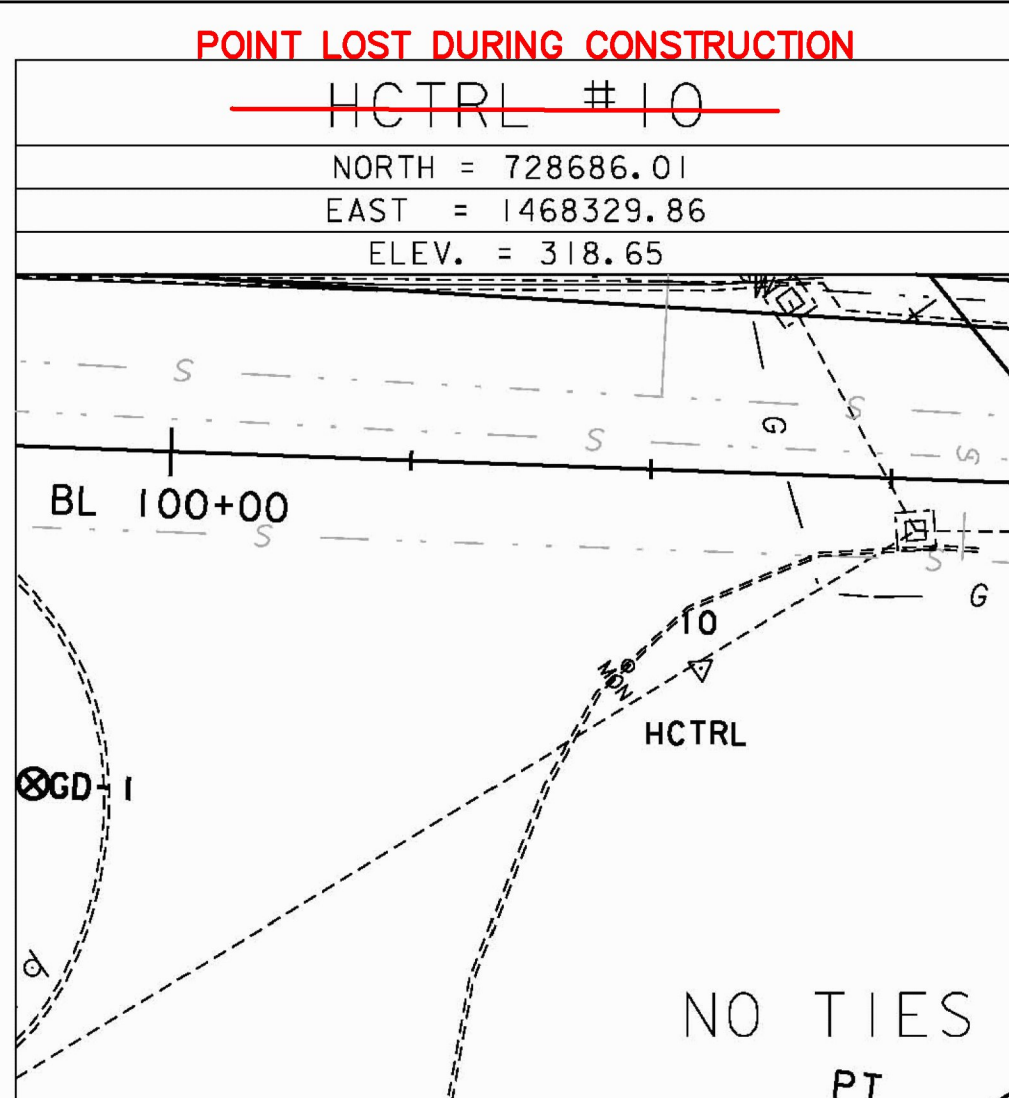 POINT LOST DURING CONSTRUCTION
HCTRL #10
NORTH = 728686.01
EAST = 1468329.86
ELEV. = 318.65
S
S
G
S
G
BL 100+00
S
S
G
10
MON
HCTRL
GD-1
NO TIES
PT